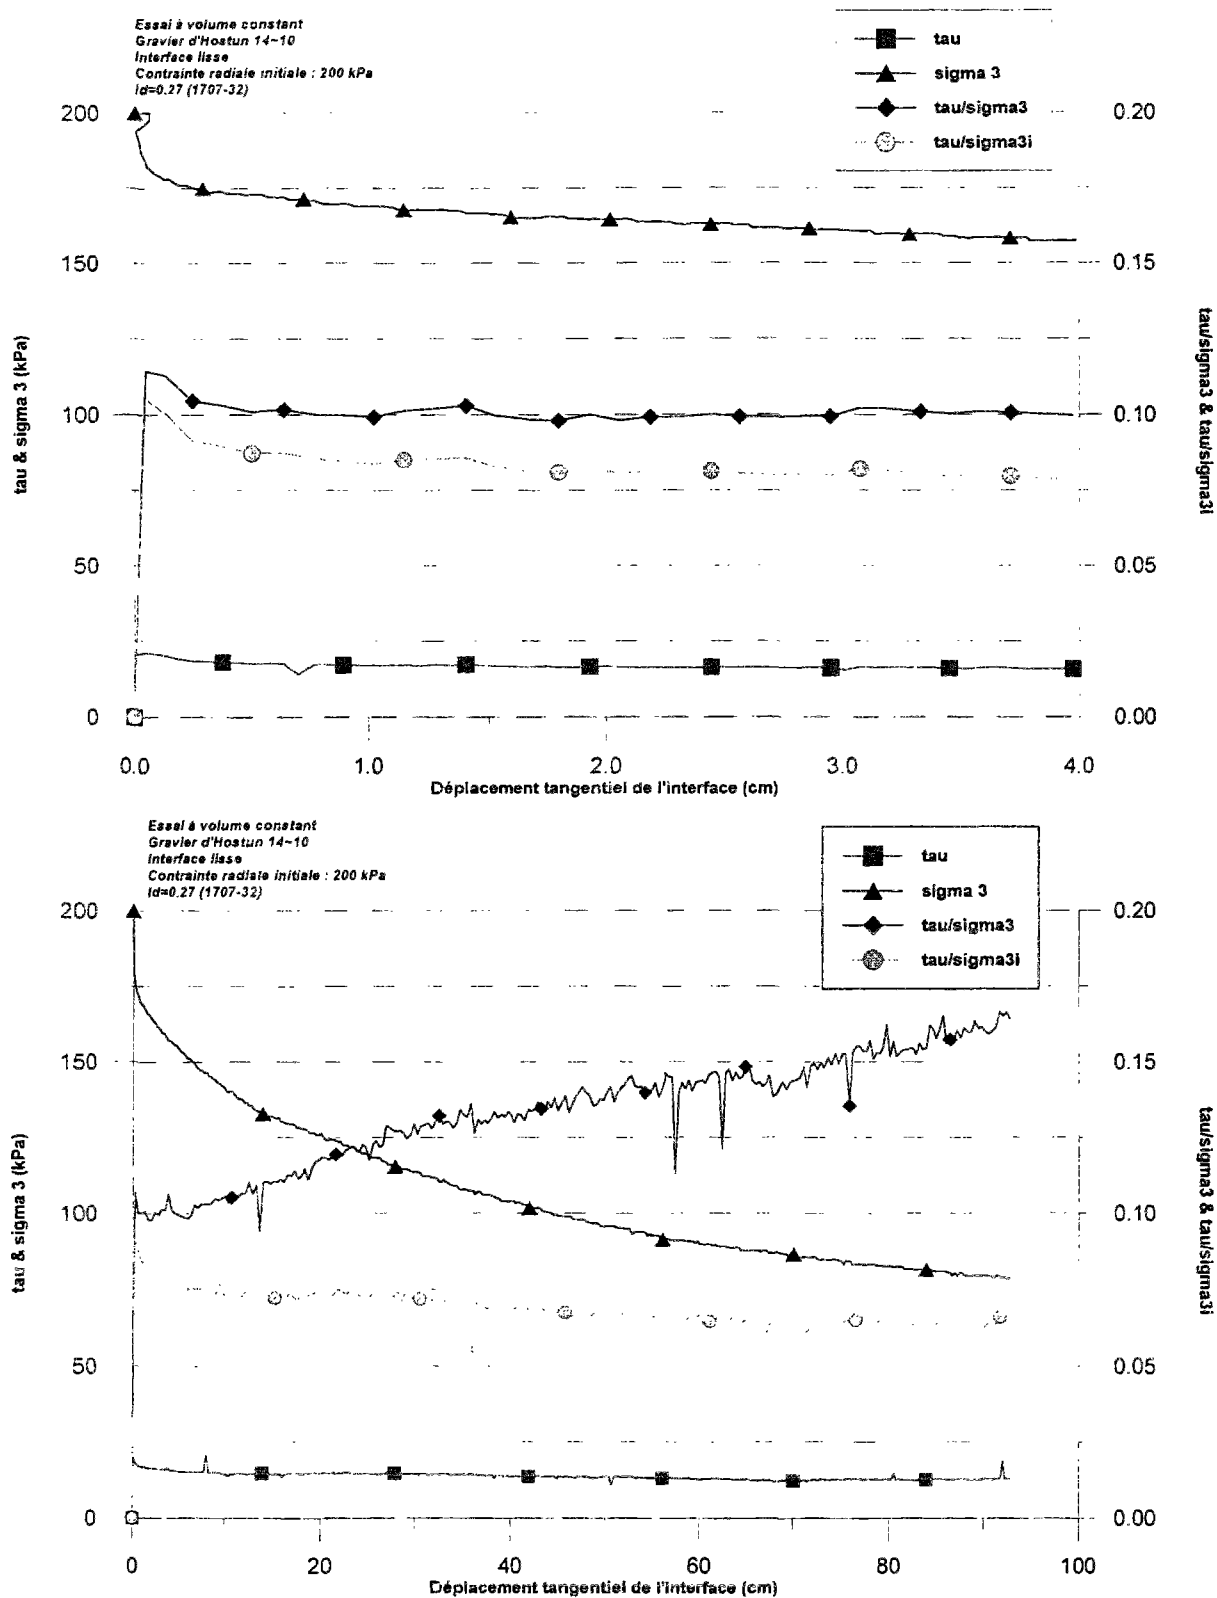 Essai à volume constant
Gravier d'Hostun 14~10
Interface lisse
Contrainte radiale initiale : 200 kPa
Id=0.27 (1707-32)
tau
sigma 3
tau/sigma3
tau/sigma3i
200
150
100
50
0
0.20
0.15
0.10
0.05
0.00
tau & sigma 3 (kPa)
tau/sigma3 & tau/sigma3i
0.0 1.0 2.0 3.0 4.0
Déplacement tangentiel de l'interface (cm)
Essai à volume constant
Gravier d'Hostun 14~10
Interface lisse
Contrainte radiale initiale : 200 kPa
Id=0.27 (1707-32)
tau
sigma 3
tau/sigma3
tau/sigma3i
200
150
100
50
0
0.20
0.15
0.10
0.05
0.00
tau & sigma 3 (kPa)
tau/sigma3 & tau/sigma3i
0 20 40 60 80 100
Déplacement tangentiel de l'interface (cm)